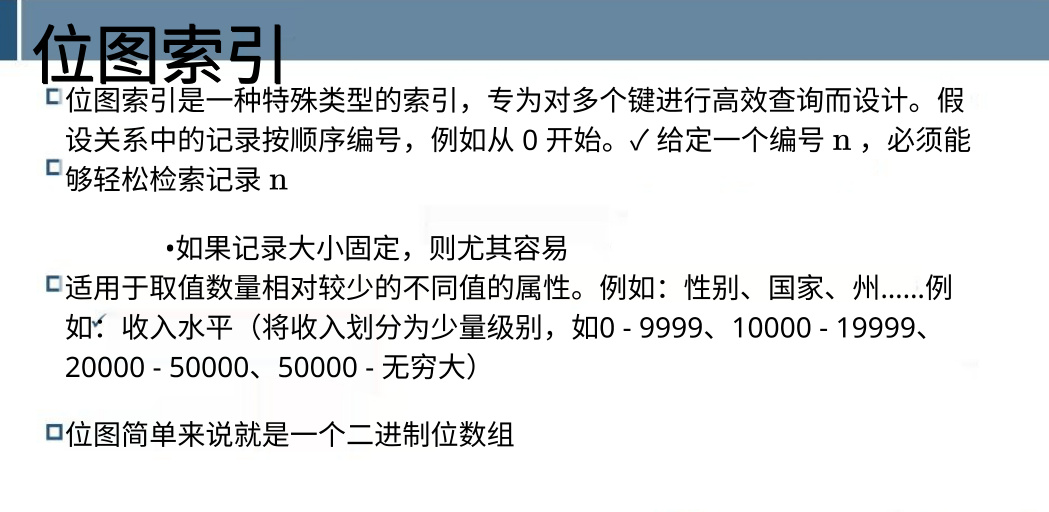 位图索引
位图索引是一种特殊类型的索引，专为对多个键进行高效查询而设计。假
设关系中的记录按顺序编号，例如从 0 开始。✓ 给定一个编号 n ，必须能
够轻松检索记录 n
•如果记录大小固定，则尤其容易
适用于取值数量相对较少的不同值的属性。例如：性别、国家、州……例
如：收入水平（将收入划分为少量级别，如0 - 9999、10000 - 19999、
20000 - 50000、50000 - 无穷大）
位图简单来说就是一个二进制位数组